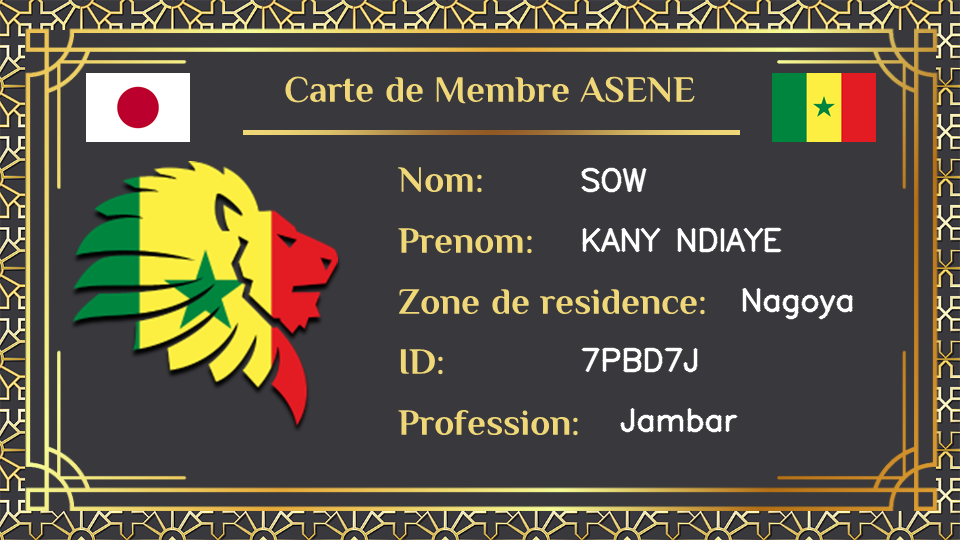 Carte de Membre ASENE
Nom: SOW
Prenom: KANY NDIAYE
Zone de residence: Nagoya
ID: 7PBD7J
Profession: Jambar